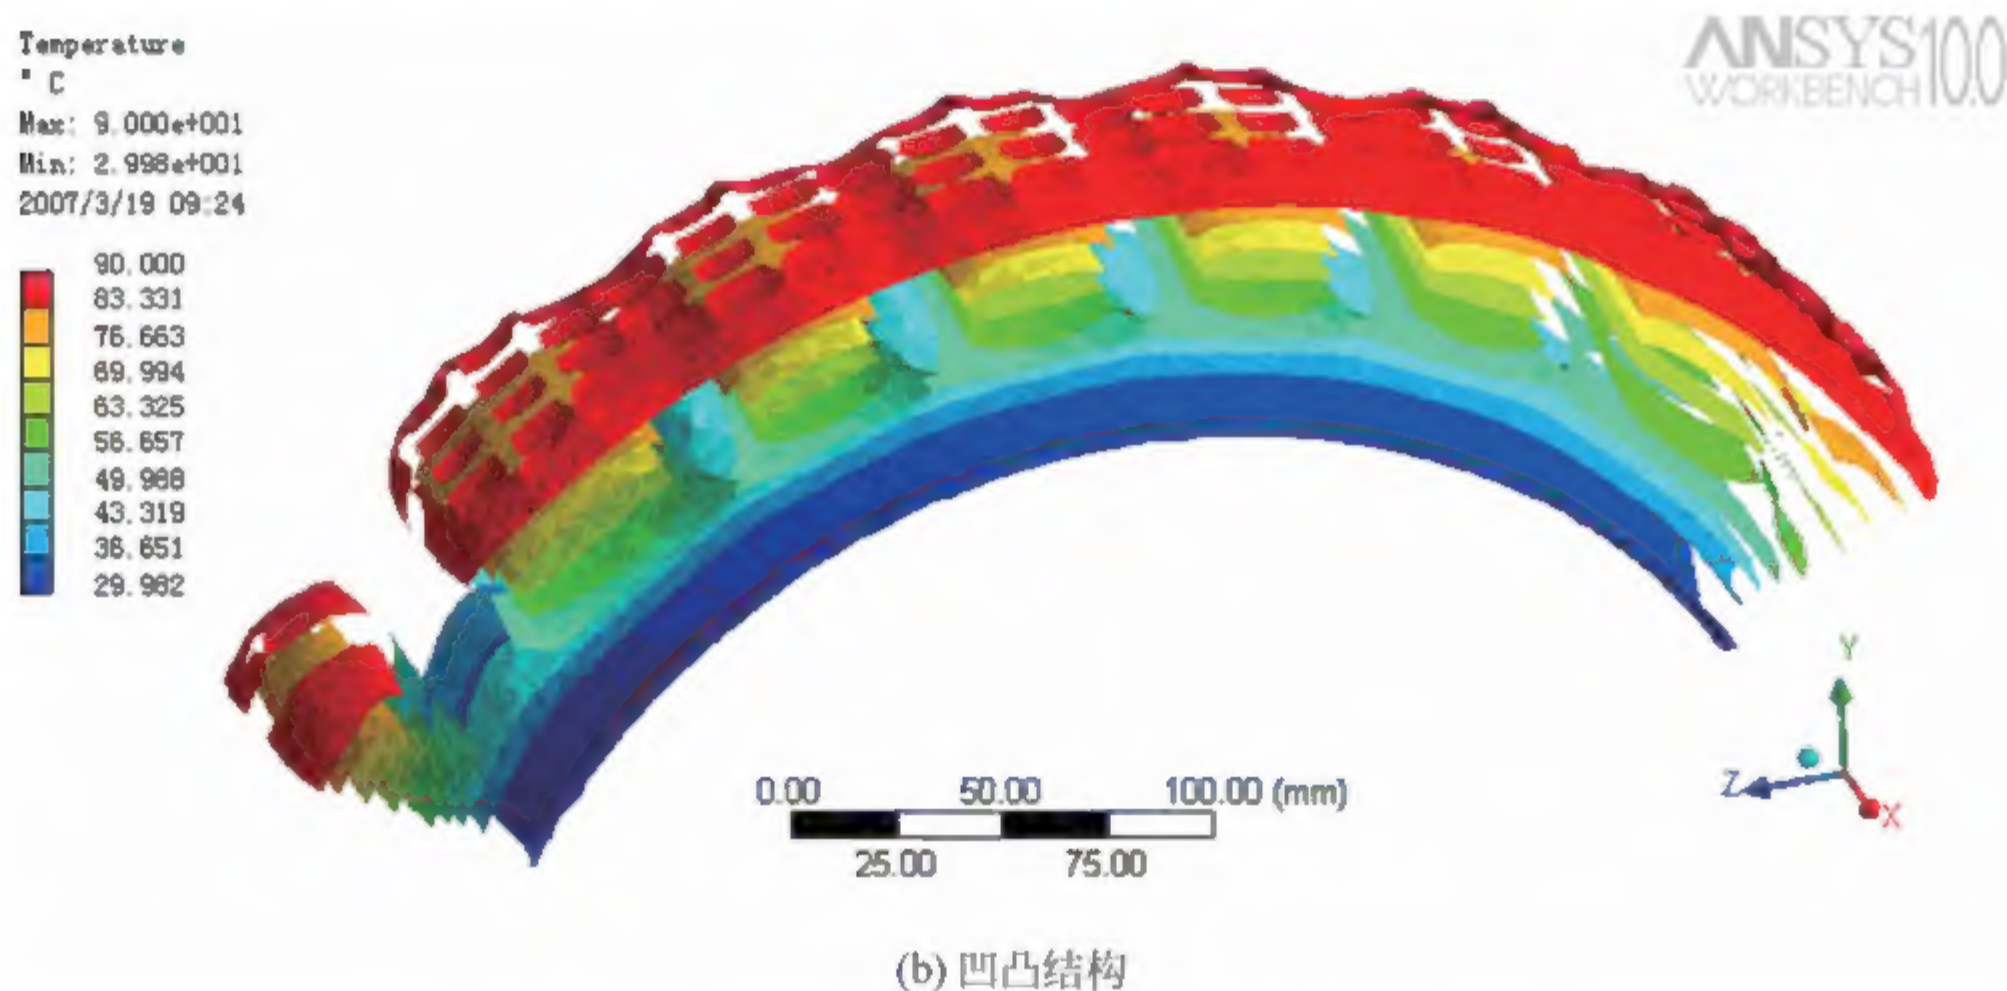 Temperature
° C
Max: 9.000e+001
Min: 2.998e+001
2007/3/19 09:24
ANSYS 10.0
WORKBENCH
90.000
83.331
76.663
69.994
63.325
56.657
49.988
43.319
36.651
29.982
Y
Z
X
0.00 50.00 100.00 (mm)
25.00 75.00
(b) 凹凸结构